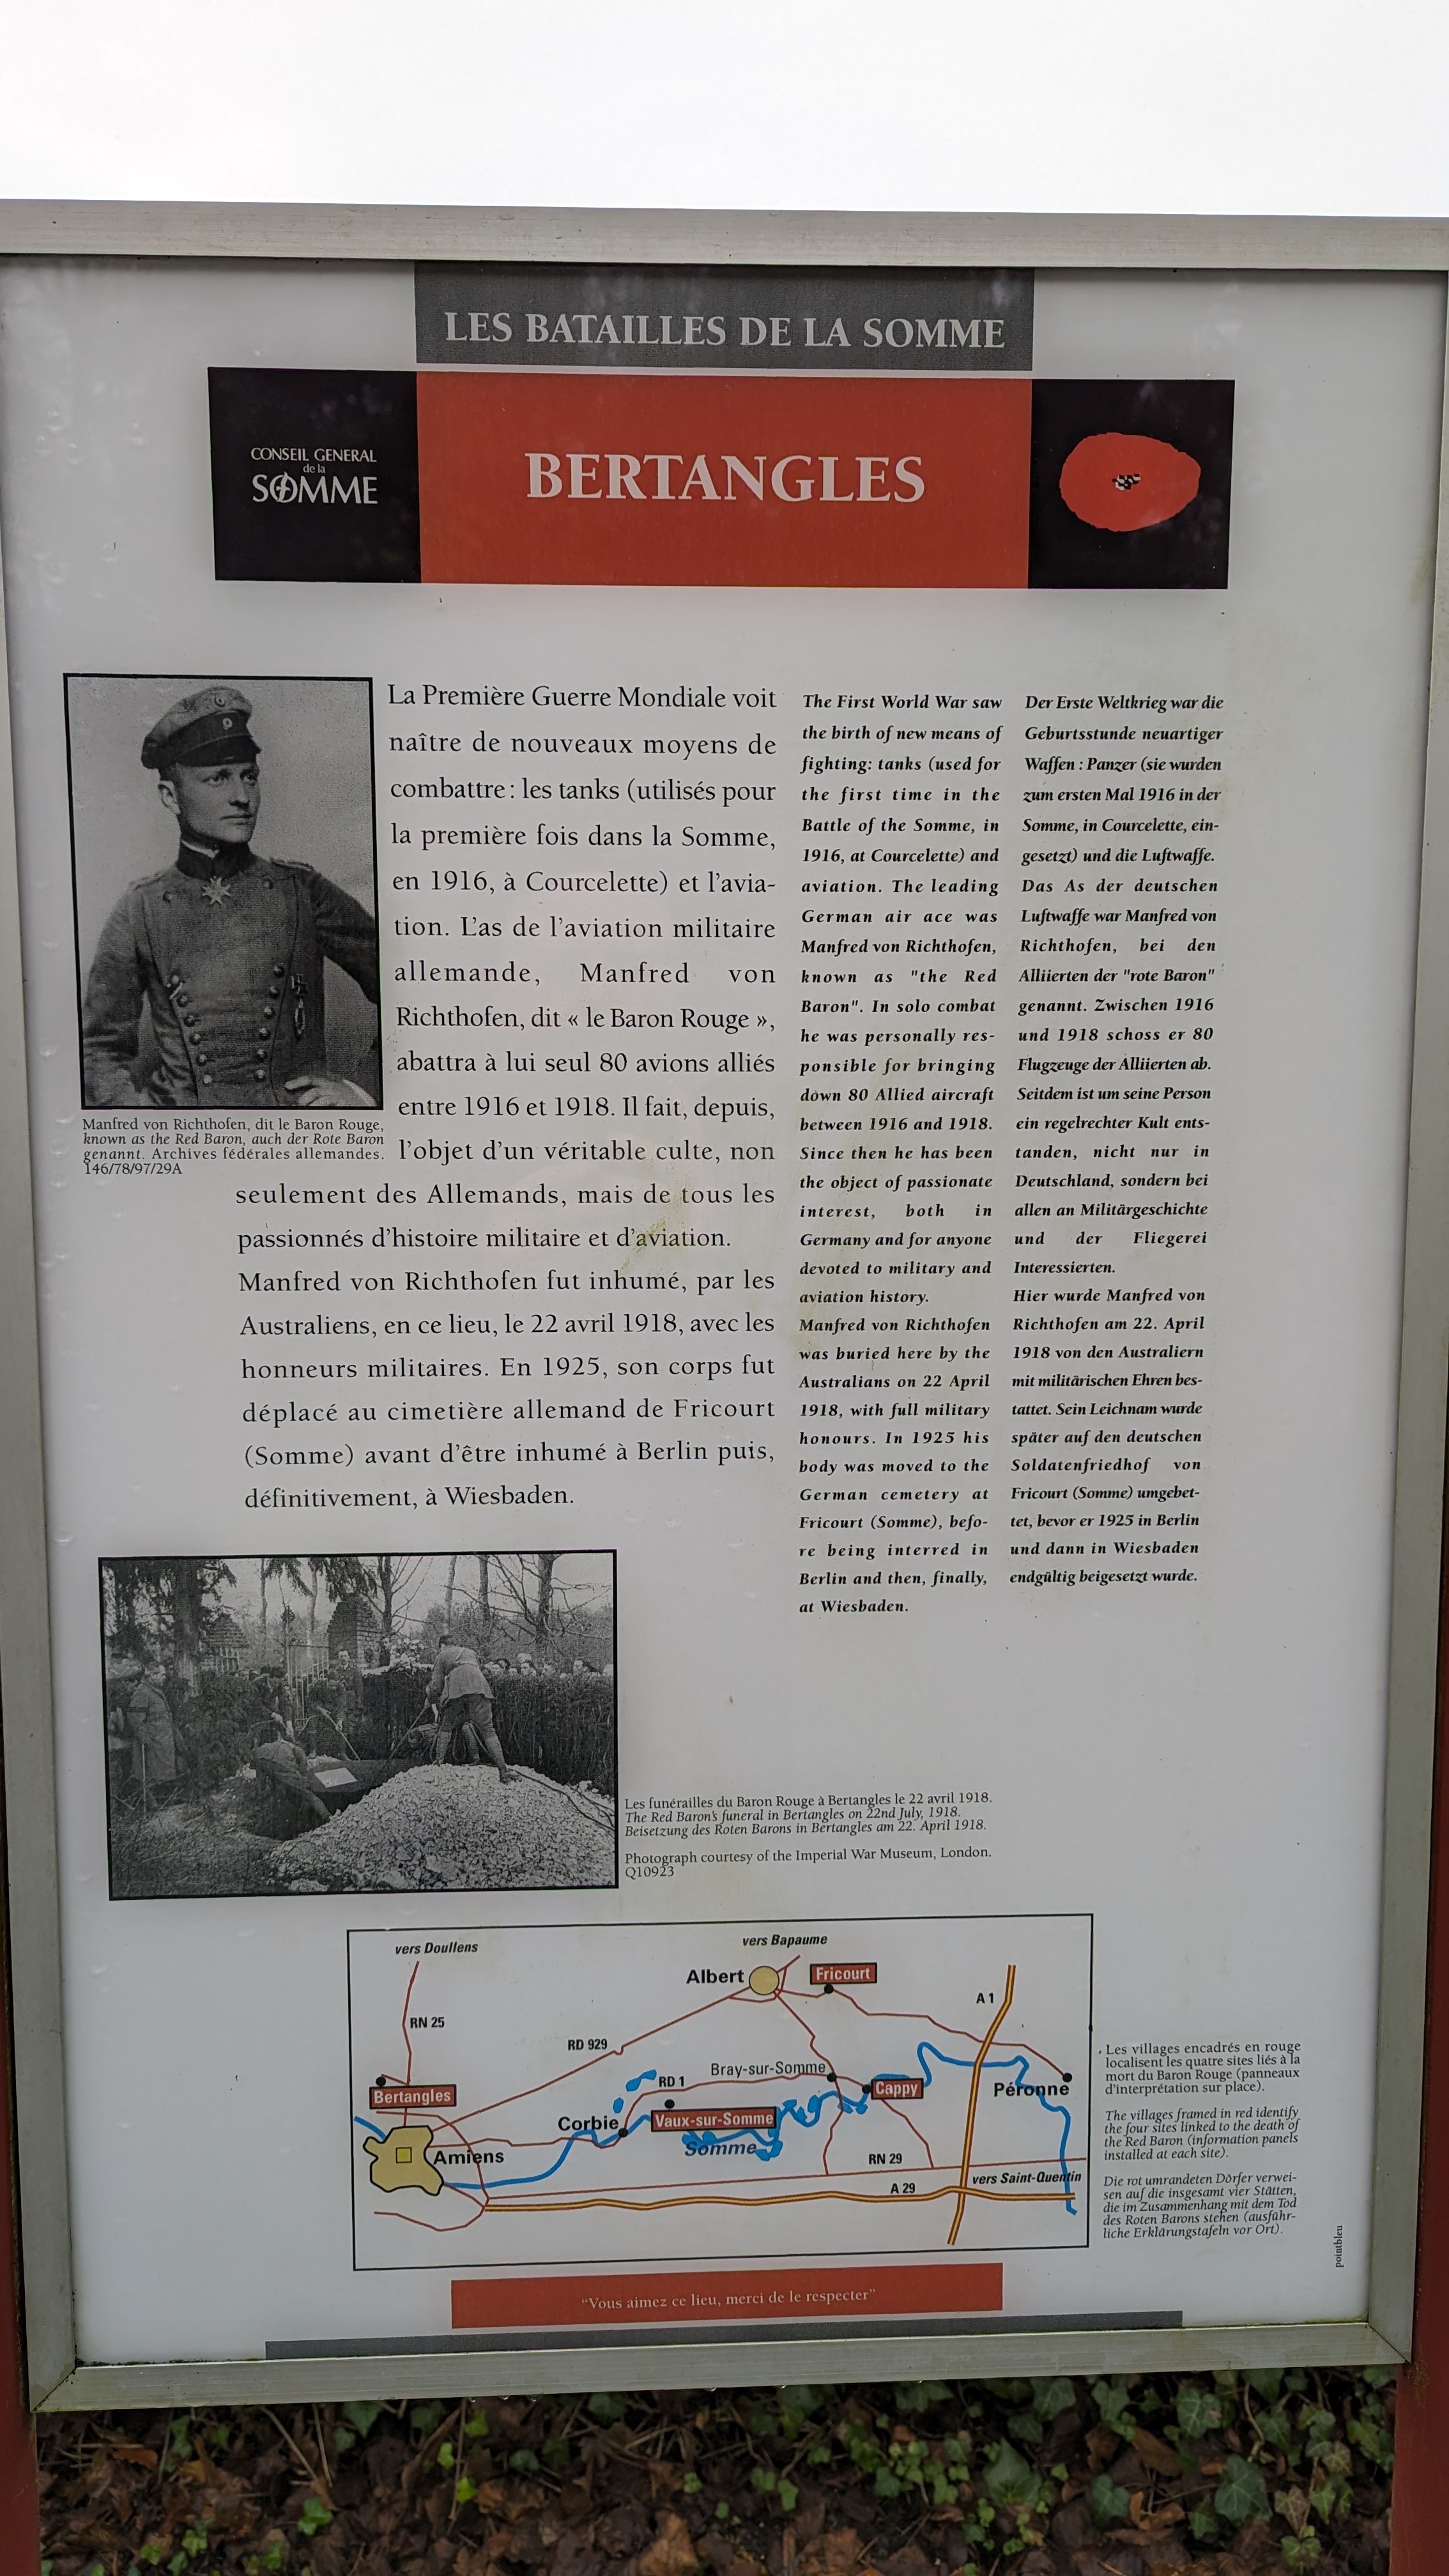 LES BATAILLES DE LA SOMME
CONSEIL GENERAL
de la
SOMME
BERTANGLES
La Première Guerre Mondiale voit
naître de nouveaux moyens de
combattre : les tanks (utilisés pour
la première fois dans la Somme,
en 1916, à Courcelette) et l'avia-
tion. L'as de l'aviation militaire
allemande, Manfred von
Richthofen, dit « le Baron Rouge »,
abattra à lui seul 80 avions alliés
entre 1916 et 1918. Il fait, depuis,
l'objet d'un véritable culte, non
seulement des Allemands, mais de tous les
passionnés d'histoire militaire et d'aviation.
Manfred von Richthofen fut inhumé, par les
Australiens, en ce lieu, le 22 avril 1918, avec les
honneurs militaires. En 1925, son corps fut
déplacé au cimetière allemand de Fricourt
(Somme) avant d'être inhumé à Berlin puis,
définitivement, à Wiesbaden.
Manfred von Richthofen, dit le Baron Rouge,
known as the Red Baron, auch der Rote Baron
genannt. Archives fédérales allemandes.
146/78/97/29A
The First World War saw
the birth of new means of
fighting: tanks (used for
the first time in the
Battle of the Somme, in
1916, at Courcelette) and
aviation. The leading
German air ace was
Manfred von Richthofen,
known as "the Red
Baron". In solo combat
he was personally res-
ponsible for bringing
down 80 Allied aircraft
between 1916 and 1918.
Since then he has been
the object of passionate
interest, both in
Germany and for anyone
devoted to military and
aviation history.
Manfred von Richthofen
was buried here by the
Australians on 22 April
1918, with full military
honours. In 1925 his
body was moved to the
German cemetery at
Fricourt (Somme), befo-
re being interred in
Berlin and then, finally,
at Wiesbaden.
Der Erste Weltkrieg war die
Geburtsstunde neuartiger
Waffen : Panzer (sie wurden
zum ersten Mal 1916 in der
Somme, in Courcelette, ein-
gesetzt) und die Luftwaffe.
Das As der deutschen
Luftwaffe war Manfred von
Richthofen, bei den
Alliierten der "rote Baron"
genannt. Zwischen 1916
und 1918 schoss er 80
Flugzeuge der Alliierten ab.
Seitdem ist um seine Person
ein regelrechter Kult ents-
tanden, nicht nur in
Deutschland, sondern bei
allen an Militärgeschichte
und der Fliegerei
Interessierten.
Hier wurde Manfred von
Richthofen am 22. April
1918 von den Australiern
mit militärischen Ehren bes-
tattet. Sein Leichnam wurde
später auf den deutschen
Soldatenfriedhof von
Fricourt (Somme) umgebet-
tet, bevor er 1925 in Berlin
und dann in Wiesbaden
endgültig beigesetzt wurde.
Les funérailles du Baron Rouge à Bertangles le 22 avril 1918.
The Red Baron's funeral in Bertangles on 22nd July, 1918.
Beisetzung des Roten Barons in Bertangles am 22. April 1918.
Photograph courtesy of the Imperial War Museum, London.
Q10923
vers Doullens
vers Bapaume
Albert
Fricourt
A 1
RN 25
RD 929
Bray-sur-Somme
RD 1
Bertangles
Cappy
Péronne
Corbie
Vaux-sur-Somme
Somme
Amiens
RN 29
vers Saint-Quentin
A 29
Les villages encadrés en rouge
localisent les quatre sites liés à la
mort du Baron Rouge (panneaux
d'interprétation sur place).
The villages framed in red identify
the four sites linked to the death of
the Red Baron (information panels
installed at each site).
Die rot umrandeten Dörfer verwei-
sen auf die insgesamt vier Stätten,
die im Zusammenhang mit dem Tod
des Roten Barons stehen (ausführ-
liche Erklärungstafeln vor Ort).
pointbleu
"Vous aimez ce lieu, merci de le respecter"